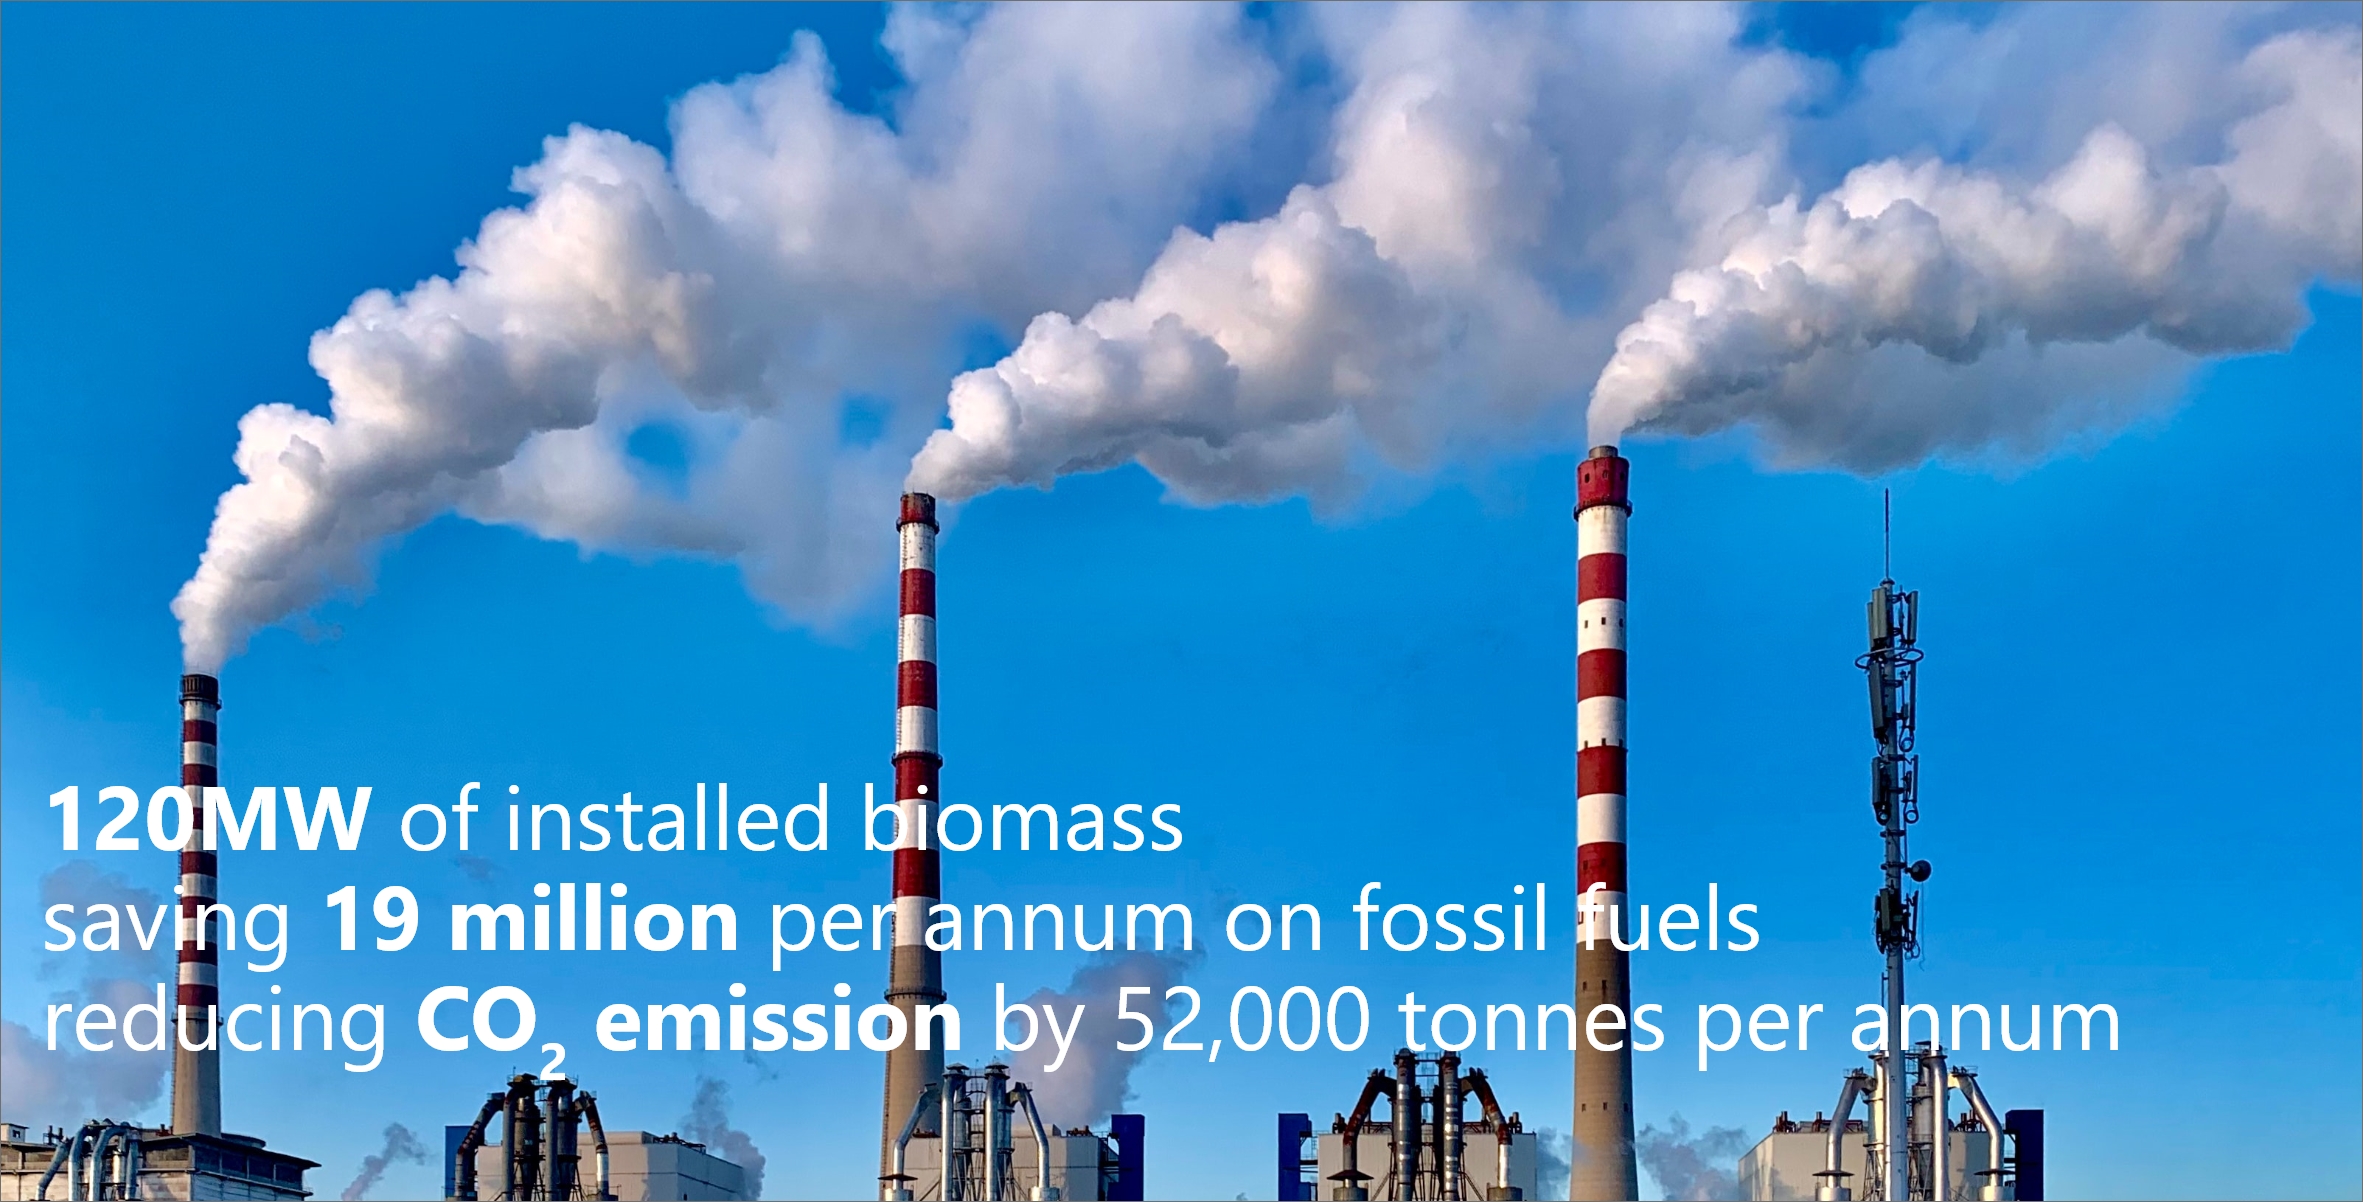 120MW of installed biomass
saving 19 million per annum on fossil fuels
reducing CO₂ emission by 52,000 tonnes per annum